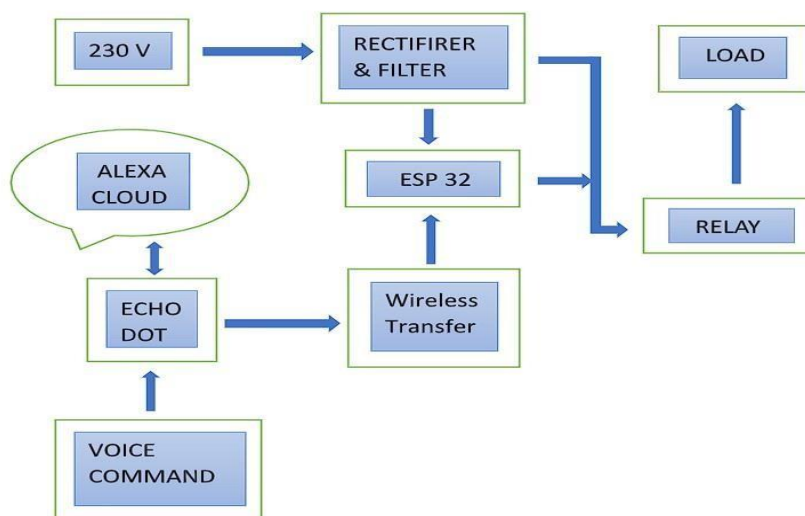 230 V
RECTIFIRER
& FILTER
LOAD
ALEXA
CLOUD
ESP 32
RELAY
ECHO
DOT
Wireless
Transfer
VOICE
COMMAND